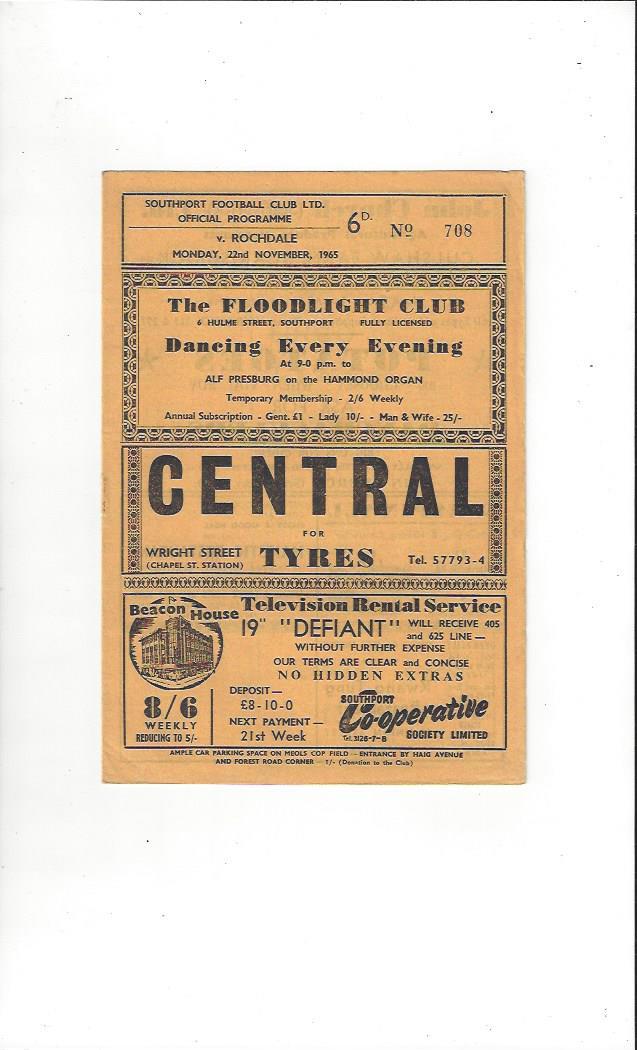 SOUTHPORT FOOTBALL CLUB LTD.
OFFICIAL PROGRAMME
v. ROCHDALE
MONDAY, 22nd NOVEMBER, 1965
6D. No 708
The FLOODLIGHT CLUB
6 HULME STREET, SOUTHPORT FULLY LICENSED
Dancing Every Evening
At 9-0 p.m. to
ALF PRESBURG on the HAMMOND ORGAN
Temporary Membership - 2/6 Weekly
Annual Subscription - Gent. £1 - Lady 10/- - Man & Wife - 25/-
CENTRAL
FOR
WRIGHT STREET
(CHAPEL ST. STATION)
TYRES
Tel. 57793-4
Beacon House
Television Rental Service
19" "DEFIANT" WILL RECEIVE 405
and 625 LINE —
WITHOUT FURTHER EXPENSE
OUR TERMS ARE CLEAR and CONCISE
NO HIDDEN EXTRAS
8/6
WEEKLY
REDUCING TO 5/-
DEPOSIT —
£8-10-0
NEXT PAYMENT —
21st Week
SOUTHPORT
Co-operative
Tel. 3126-7-8 SOCIETY LIMITED
AMPLE CAR PARKING SPACE ON MEOLS COP FIELD — ENTRANCE BY HAIG AVENUE
AND FOREST ROAD CORNER — 1/- (Donation to the Club)